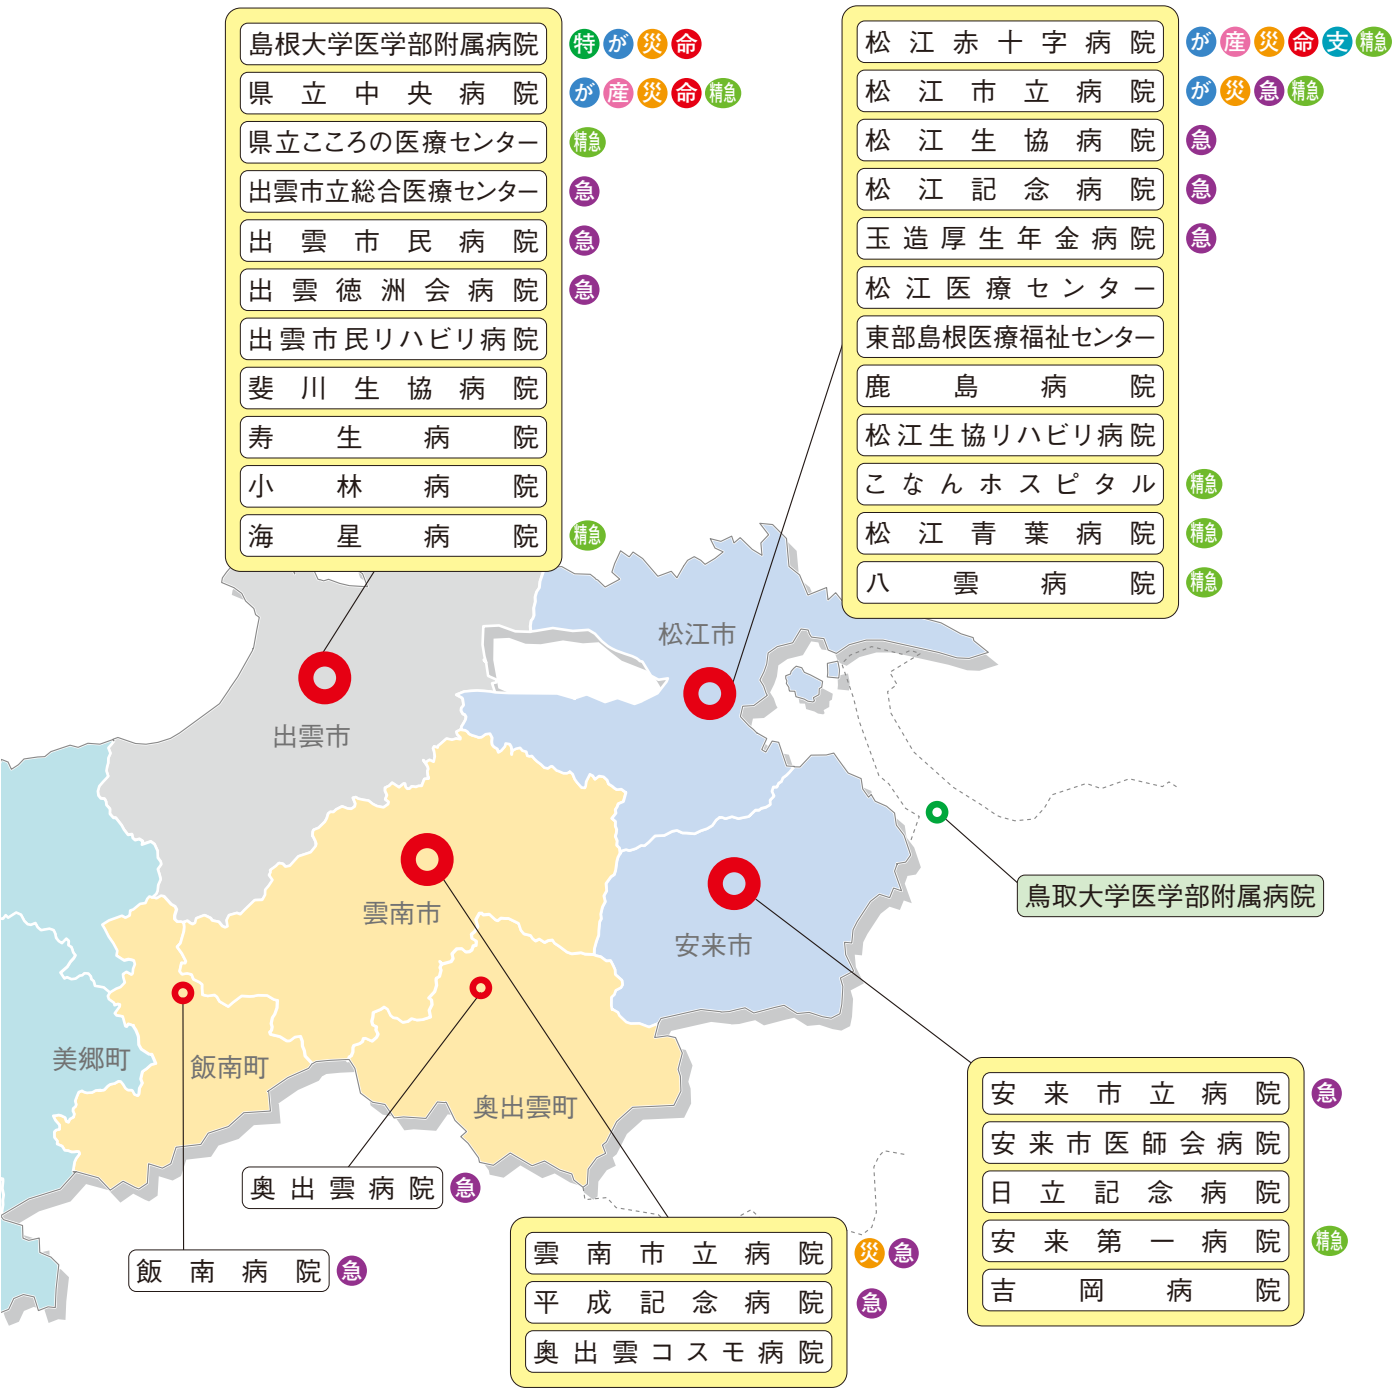 島根大学医学部附属病院 特 が 災 命
県立中央病院 が 産 災 命 精急
県立こころの医療センター 精急
出雲市立総合医療センター 急
出雲市民病院 急
出雲徳洲会病院 急
出雲市民リハビリ病院
斐川生協病院
寿生病院
小林病院
海星病院 精急
松江赤十字病院 が 産 災 命 支 精急
松江市立病院 が 災 急 精急
松江生協病院 急
松江記念病院 急
玉造厚生年金病院 急
松江医療センター
東部島根医療福祉センター
鹿島病院
松江生協リハビリ病院
こなんホスピタル 精急
松江青葉病院 精急
八雲病院 精急
松江市
出雲市
鳥取大学医学部附属病院
雲南市
安来市
美郷町
飯南町
奥出雲町
安来市立病院 急
安来市医師会病院
日立記念病院
安来第一病院 精急
吉岡病院
奥出雲病院 急
飯南病院 急
雲南市立病院 災 急
平成記念病院 急
奥出雲コスモ病院